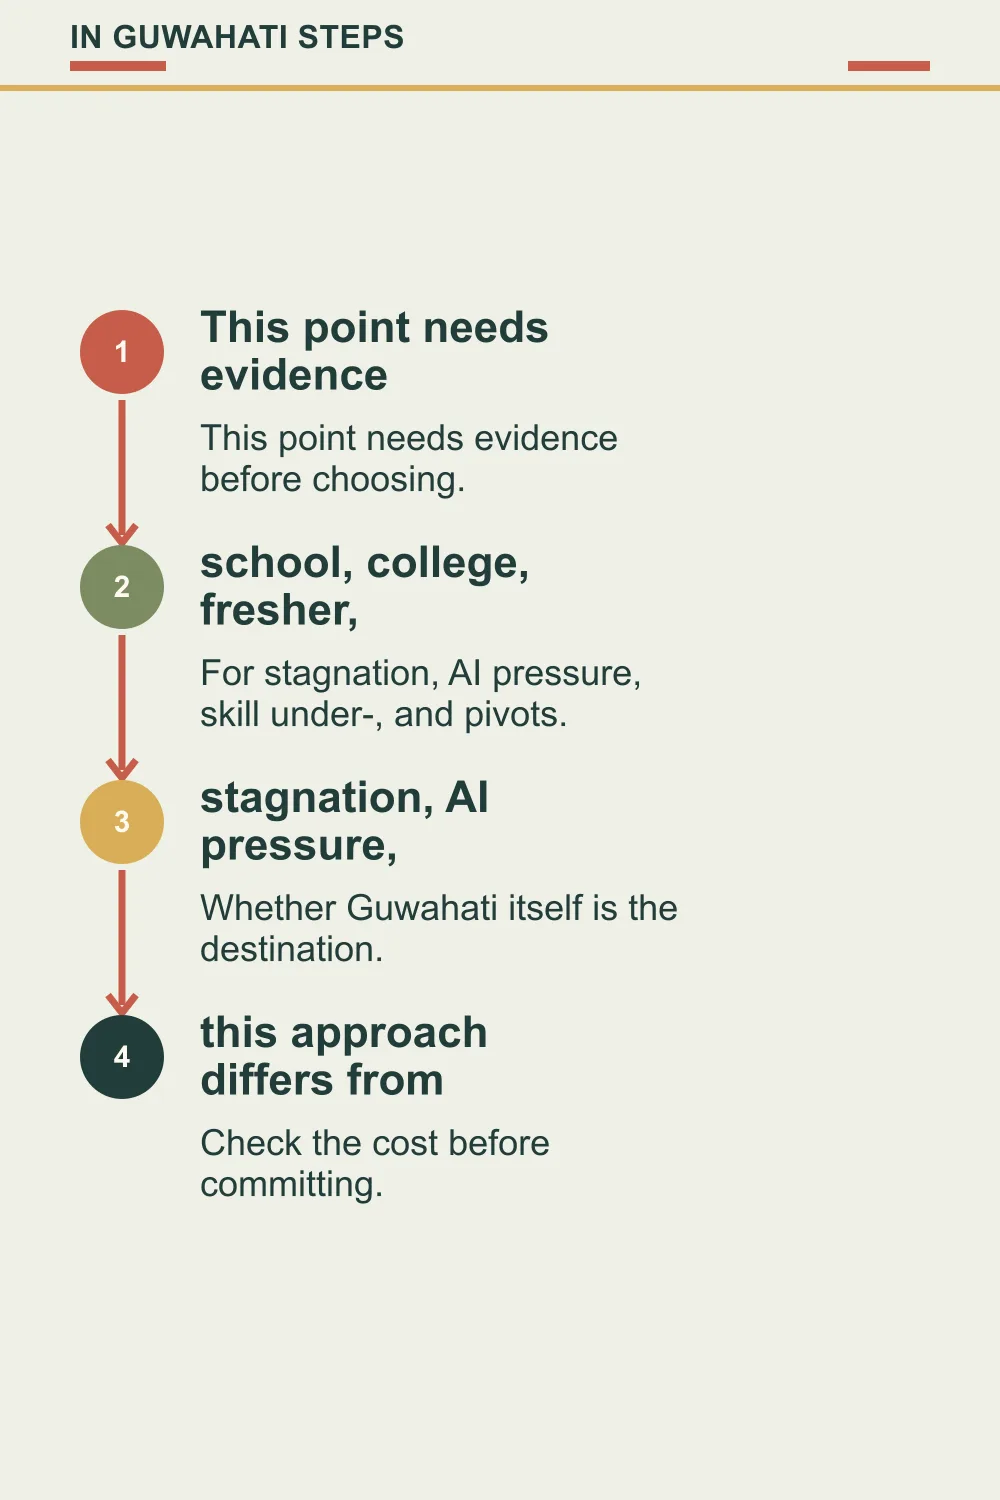 IN GUWAHATI STEPS
1
This point needs
evidence
This point needs evidence
before choosing.
2
school, college,
fresher,
For stagnation, AI pressure,
skill under-, and pivots.
3
stagnation, AI
pressure,
Whether Guwahati itself is the
destination.
4
this approach
differs from
Check the cost before
committing.